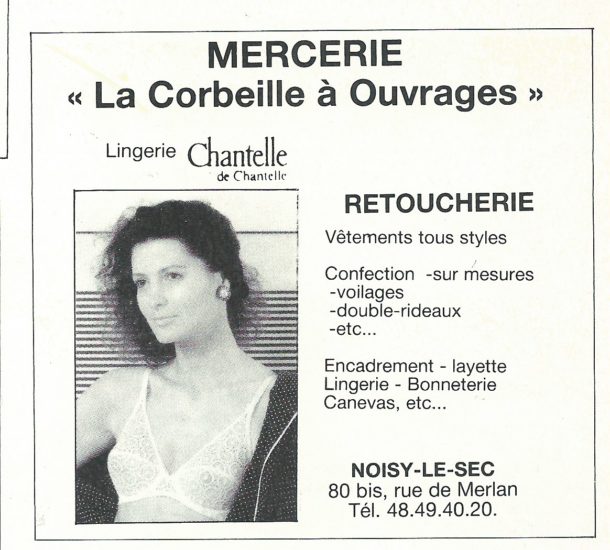 MERCERIE
« La Corbeille à Ouvrages »
Lingerie Chantelle
de Chantelle
RETOUCHERIE
Vêtements tous styles
Confection -sur mesures
-voilages
-double-rideaux
-etc...
Encadrement - layette
Lingerie - Bonneterie
Canevas, etc...
NOISY-LE-SEC
80 bis, rue de Merlan
Tél. 48.49.40.20.